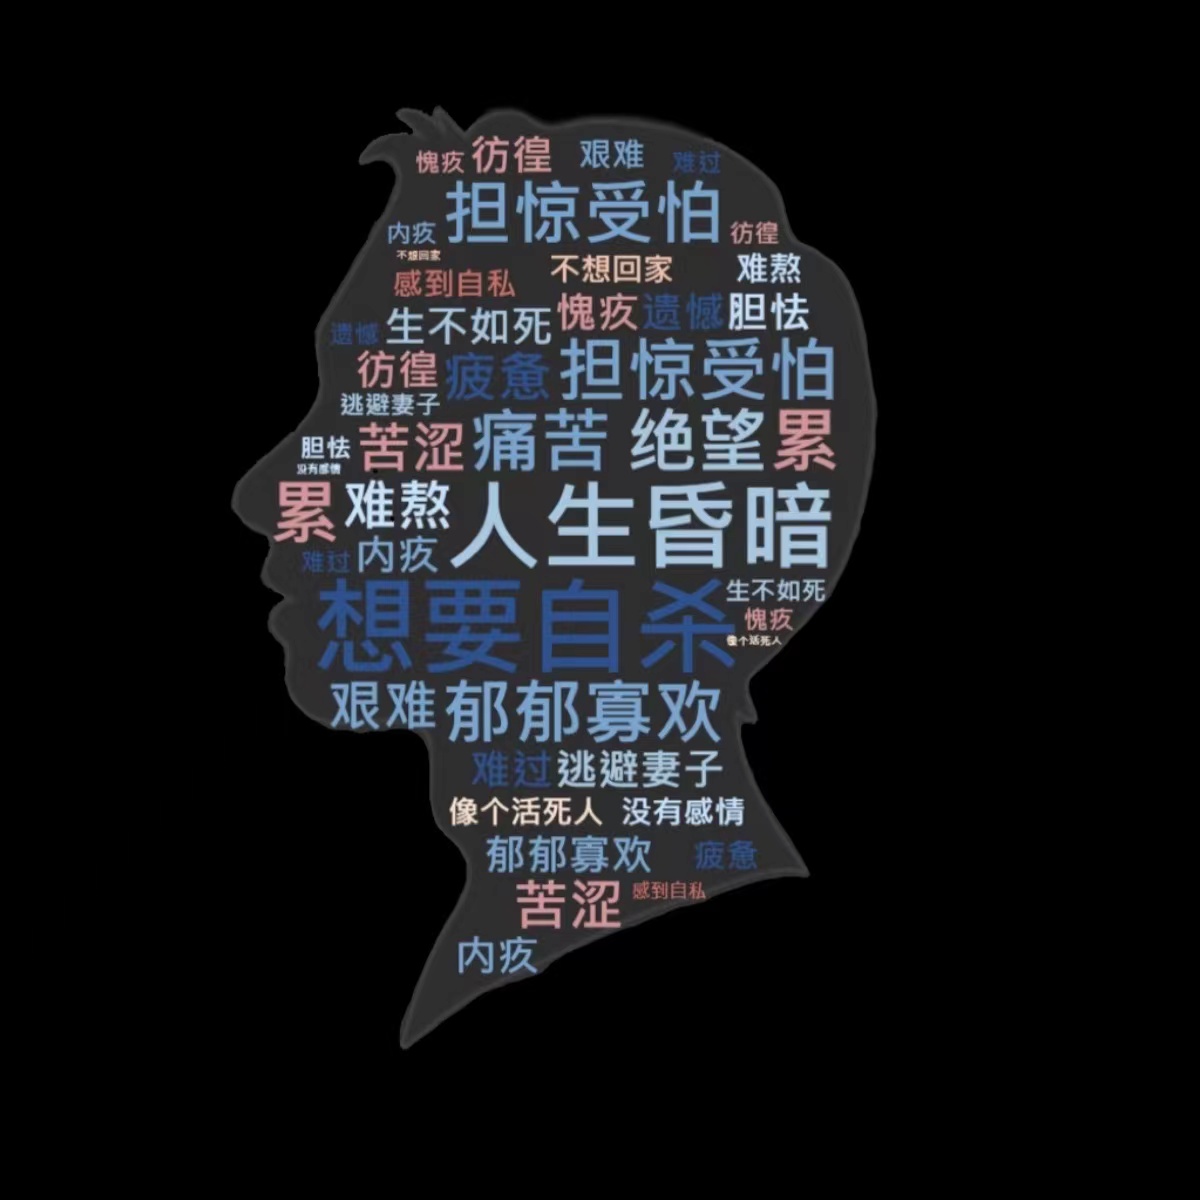 愧疚 彷徨 艰难 难过
担惊受怕
内疚 彷徨
不想回家
感到自私 不想回家 难熬
遗憾 生不如死 愧疚 遗憾 胆怯
彷徨 疲惫 担惊受怕
逃避妻子
胆怯 苦涩 痛苦 绝望 累
没有感情
累 难熬 人生昏暗
难过 内疚
想要自杀 生不如死
愧疚
像个活死人
艰难 郁郁寡欢
难过 逃避妻子
像个活死人 没有感情
郁郁寡欢 疲惫
苦涩 感到自私
内疚